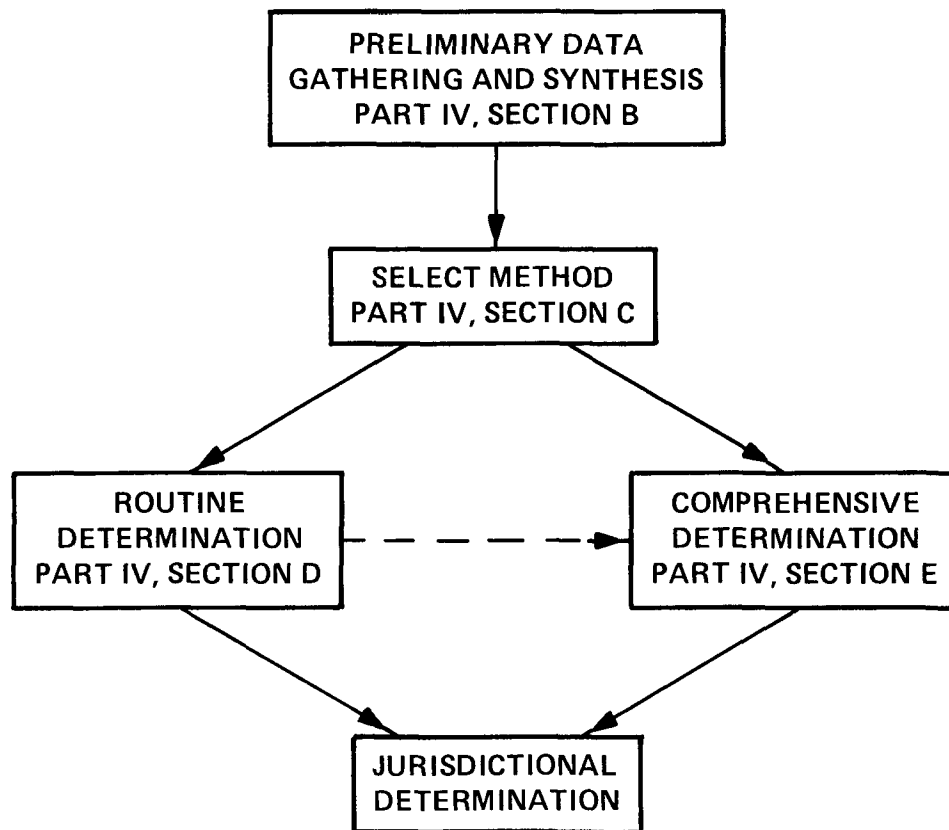 PRELIMINARY DATA
GATHERING AND SYNTHESIS
PART IV, SECTION B
SELECT METHOD
PART IV, SECTION C
ROUTINE
DETERMINATION
PART IV, SECTION D
COMPREHENSIVE
DETERMINATION
PART IV, SECTION E
JURISDICTIONAL
DETERMINATION